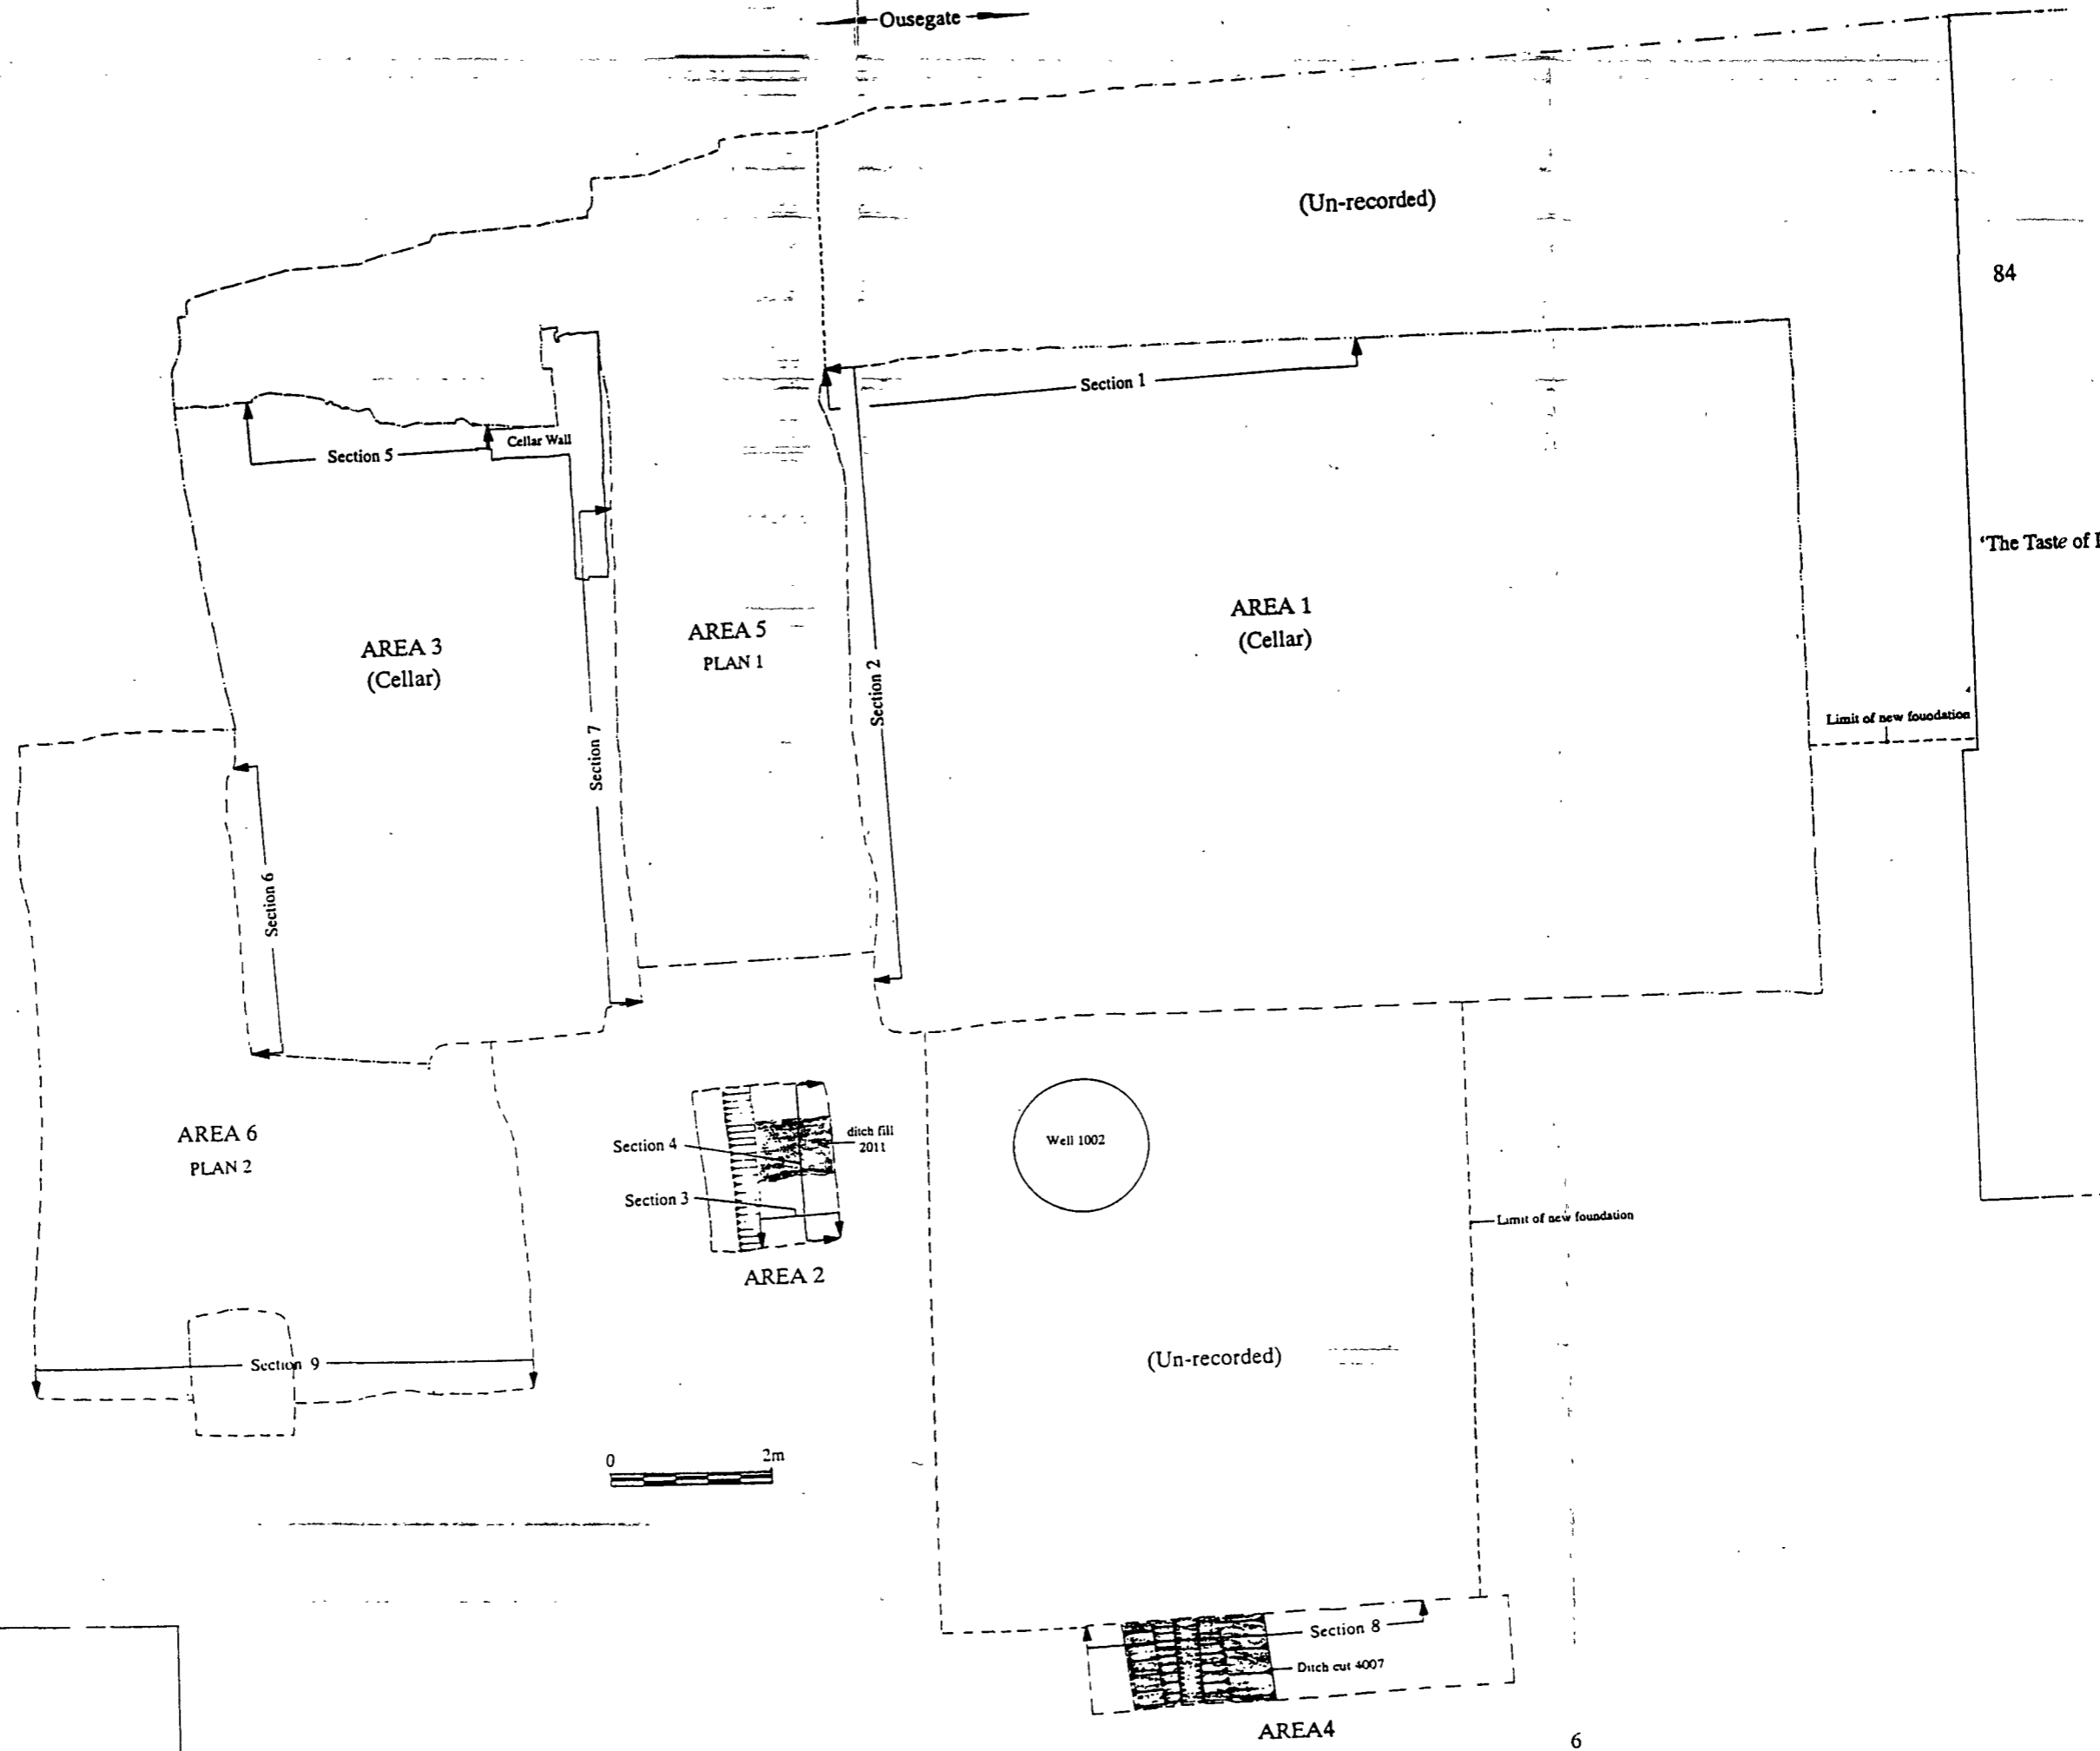 Ousegate
(Un-recorded)
84
Section 1
Cellar Wall
Section 5
'The Taste of
AREA 1
(Cellar)
AREA 5
PLAN 1
AREA 3
(Cellar)
Section 2
Limit of new fouodation
Section 7
Section 6
AREA 6
PLAN 2
Section 4
ditch fill
2011
Well 1002
Section 3
Limit of new foundation
AREA 2
(Un-recorded)
Section 9
0 2m
Section 8
Ditch cut 4007
AREA4
6